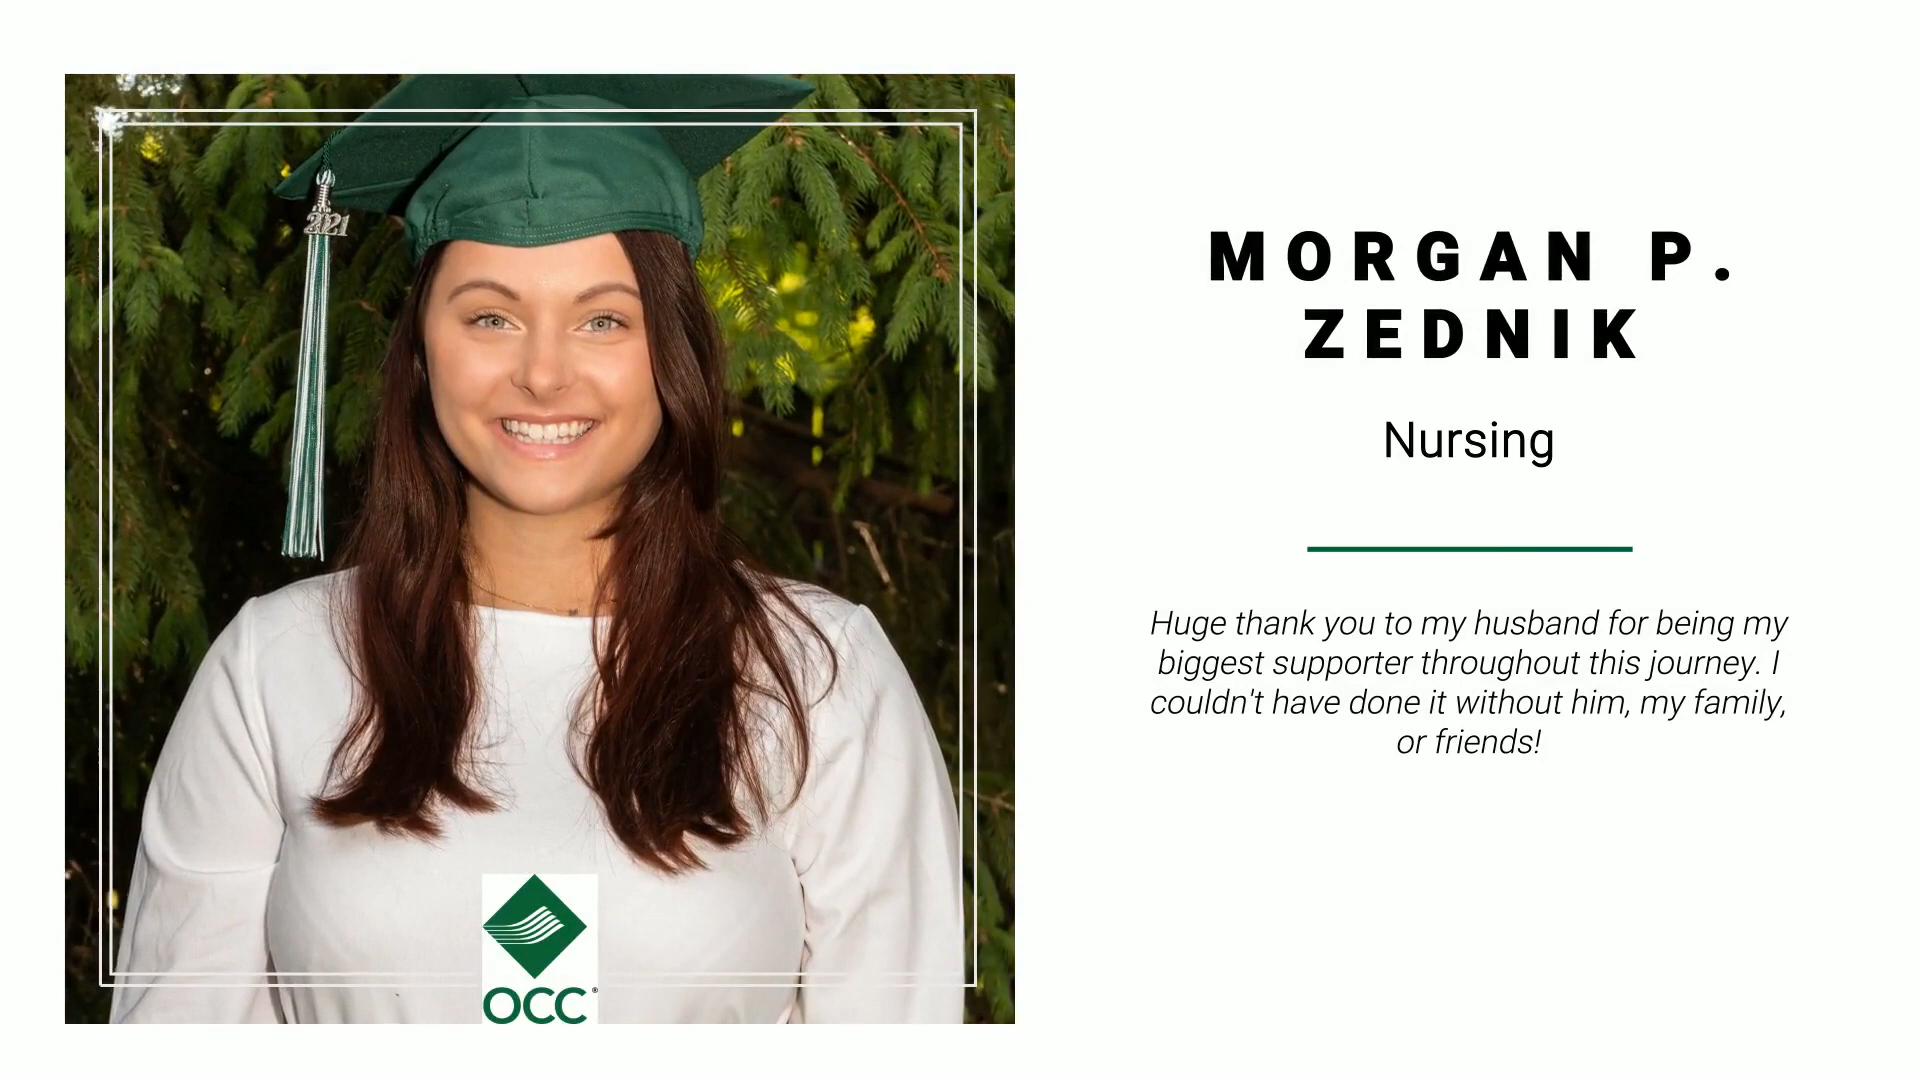 2021
MORGAN P.
ZEDNIK
Nursing
Huge thank you to my husband for being my
biggest supporter throughout this journey. I
couldn't have done it without him, my family,
or friends!
OCC®